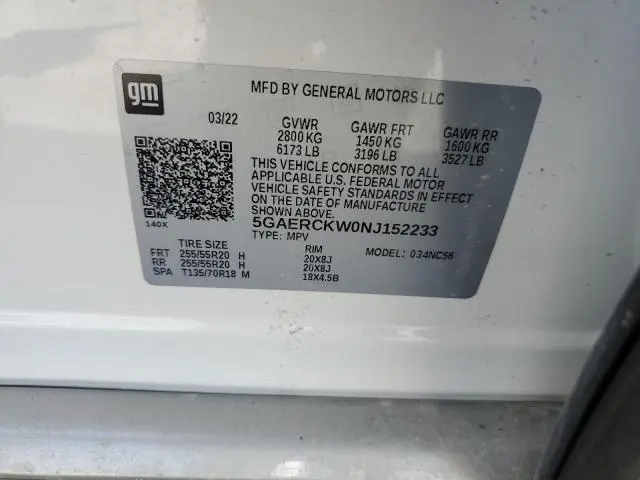 gm
MFD BY GENERAL MOTORS LLC
03/22 GVWR GAWR FRT GAWR RR
2800 KG 1450 KG 1600 KG
6173 LB 3196 LB 3527 LB
THIS VEHICLE CONFORMS TO ALL
APPLICABLE U.S. FEDERAL MOTOR
VEHICLE SAFETY STANDARDS IN EFFECT
ON THE DATE OF MANUFACTURE
SHOWN ABOVE.
140X
5GAERCKW0NJ152233
TYPE: MPV MODEL: 034NC56
TIRE SIZE RIM
FRT 255/55R20 H 20X8J
RR 255/55R20 H 20X8J
SPA T135/70R18 M 18X4.5B